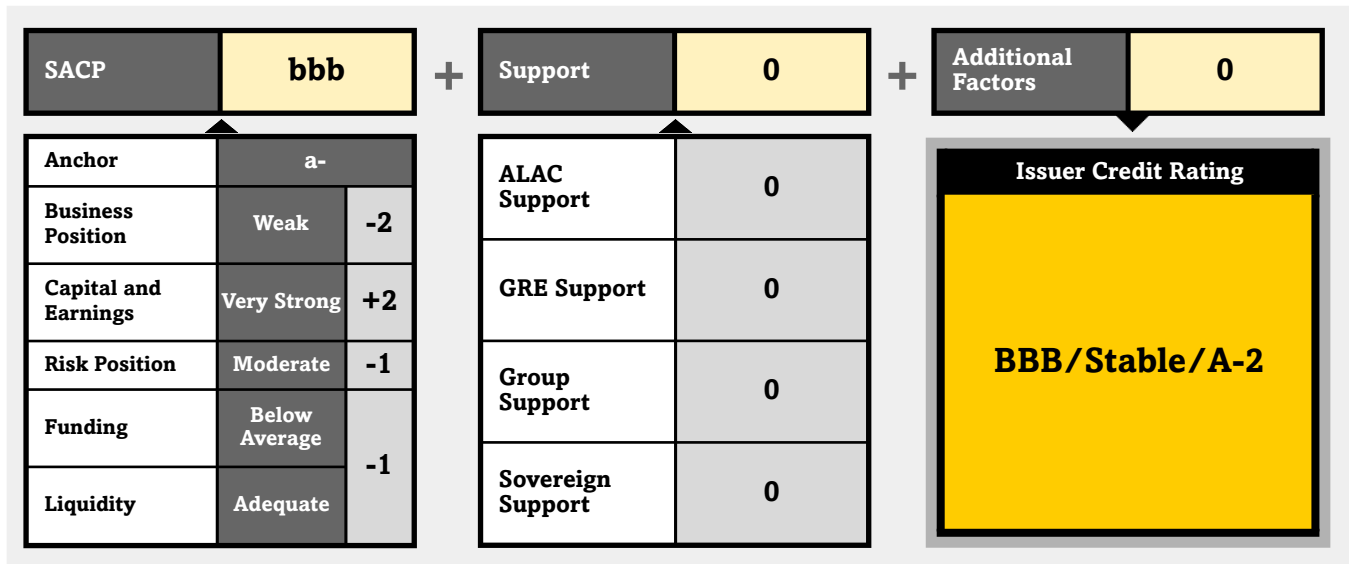 SACP
bbb
+
Support
0
+
Additional
Factors
0
Anchor
a-
Business
Position
Weak
-2
Capital and
Earnings
Very Strong
+2
Risk Position
Moderate
-1
Funding
Below
Average
-1
Liquidity
Adequate
ALAC
Support
0
GRE Support
0
Group
Support
0
Sovereign
Support
0
Issuer Credit Rating
BBB/Stable/A-2